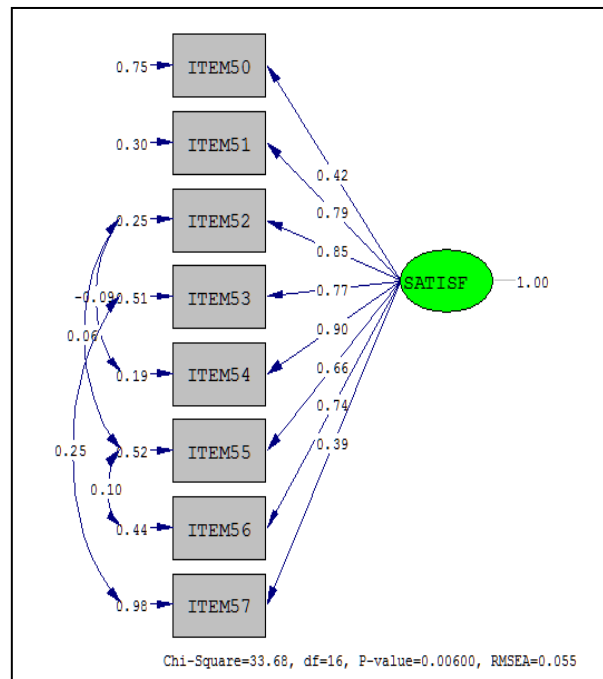 0.75 ITEM50
0.30 ITEM51
0.42
0.79
0.25 ITEM52
0.85
SATISF 1.00
-0.09 0.51 ITEM53
0.77
0.06
0.90
0.19 ITEM54
0.66
0.74
0.25
0.52 ITEM55
0.39
0.10
0.44 ITEM56
0.98 ITEM57
Chi-Square=33.68, df=16, P-value=0.00600, RMSEA=0.055